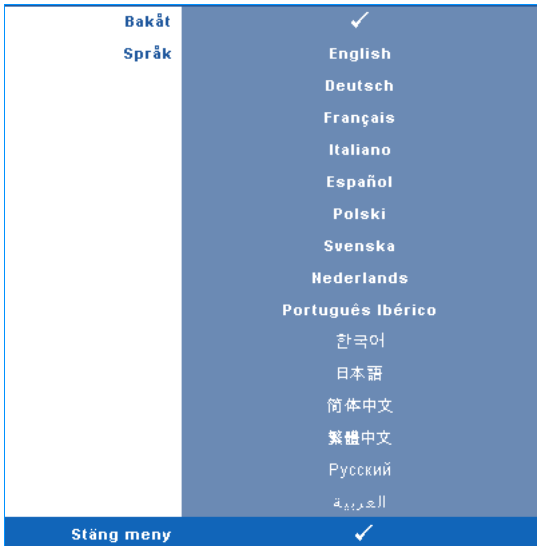 Bakåt ✓
Språk English
Deutsch
Français
Italiano
Español
Polski
Svenska
Nederlands
Português Ibérico
한국어
日本語
简体中文
繁體中文
Русский
العربية
Stäng meny ✓